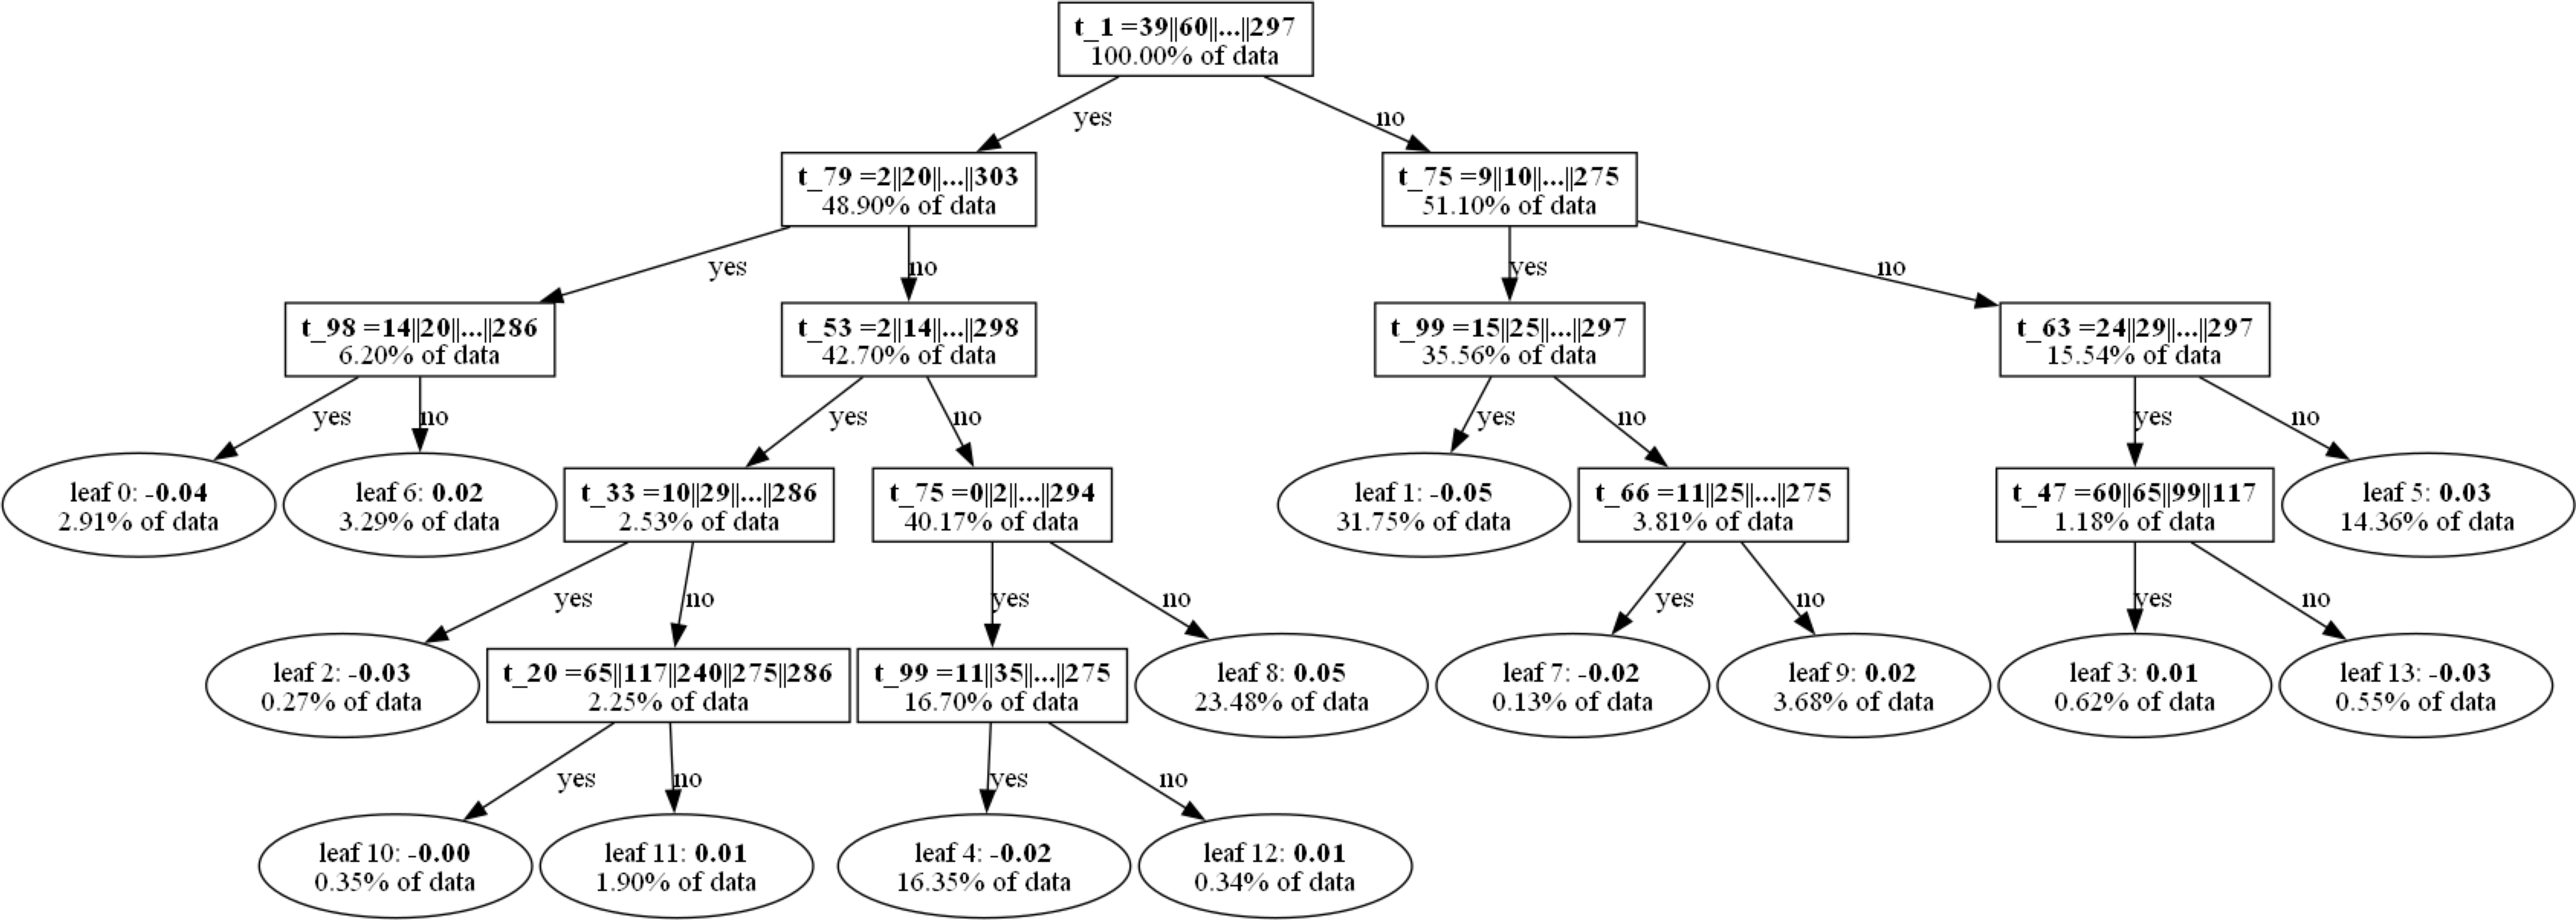 t_1 =39||60||...||297
100.00% of data
yes
no
t_79 =2||20||...||303
48.90% of data
t_75 =9||10||...||275
51.10% of data
yes
no
yes
no
t_98 =14||20||...||286
6.20% of data
t_53 =2||14||...||298
42.70% of data
t_99 =15||25||...||297
35.56% of data
t_63 =24||29||...||297
15.54% of data
yes
no
yes
no
yes
no
yes
no
leaf 0: -0.04
2.91% of data
leaf 6: 0.02
3.29% of data
t_33 =10||29||...||286
2.53% of data
t_75 =0||2||...||294
40.17% of data
leaf 1: -0.05
31.75% of data
t_66 =11||25||...||275
3.81% of data
t_47 =60||65||99||117
1.18% of data
leaf 5: 0.03
14.36% of data
yes
no
yes
no
yes
no
yes
no
leaf 2: -0.03
0.27% of data
t_20 =65||117||240||275||286
2.25% of data
t_99 =11||35||...||275
16.70% of data
leaf 8: 0.05
23.48% of data
leaf 7: -0.02
0.13% of data
leaf 9: 0.02
3.68% of data
leaf 3: 0.01
0.62% of data
leaf 13: -0.03
0.55% of data
yes
no
yes
no
leaf 10: -0.00
0.35% of data
leaf 11: 0.01
1.90% of data
leaf 4: -0.02
16.35% of data
leaf 12: 0.01
0.34% of data